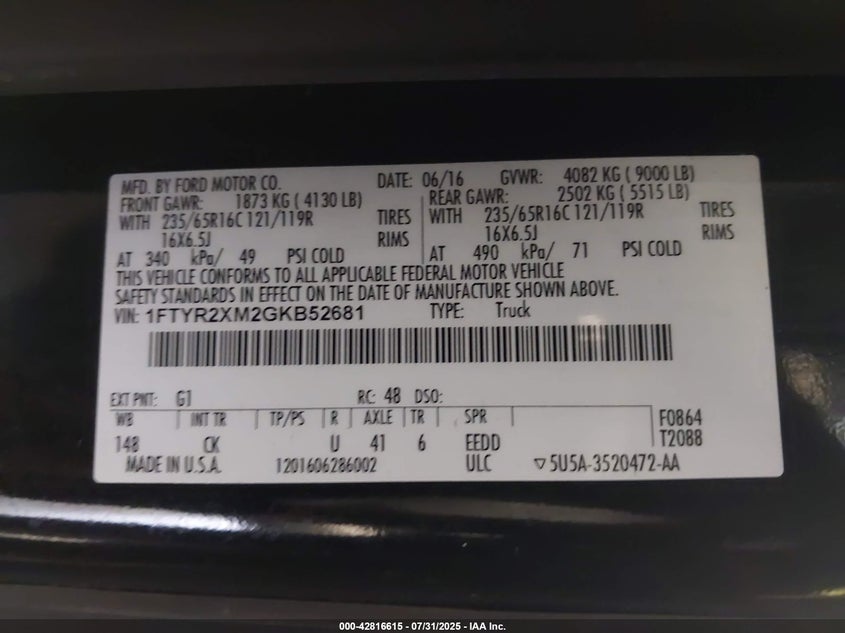 MFD. BY FORD MOTOR CO. DATE: 06/16 GVWR: 4082 KG ( 9000 LB)
FRONT GAWR: 1873 KG ( 4130 LB) REAR GAWR: 2502 KG ( 5515 LB)
WITH 235/65R16C 121/119R TIRES WITH 235/65R16C 121/119R TIRES
16X6.5J RIMS 16X6.5J RIMS
AT 340 kPa/ 49 PSI COLD AT 490 kPa/ 71 PSI COLD
THIS VEHICLE CONFORMS TO ALL APPLICABLE FEDERAL MOTOR VEHICLE
SAFETY STANDARDS IN EFFECT ON THE DATE OF MANUFACTURE SHOWN ABOVE.
VIN: 1FTYR2XM2GKB52681 TYPE: Truck
EXT PNT: G1 RC: 48 DSO:
WB INT TR TP/PS R AXLE TR SPR F0864
148 CK U 41 6 EEDD T2088
MADE IN U.S.A. 1201606286002 ULC ▽5U5A-3520472-AA
000-42816615 - 07/31/2025 - IAA Inc.